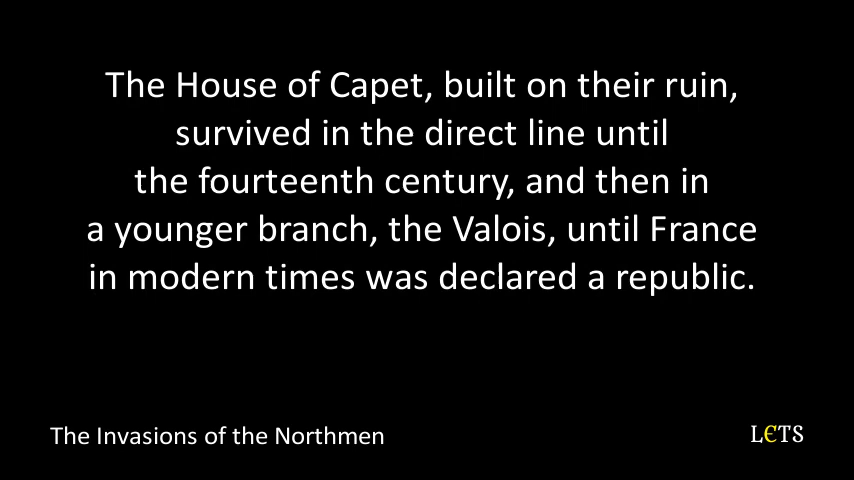 The House of Capet, built on their ruin,
survived in the direct line until
the fourteenth century, and then in
a younger branch, the Valois, until France
in modern times was declared a republic.
The Invasions of the Northmen
LЄTS